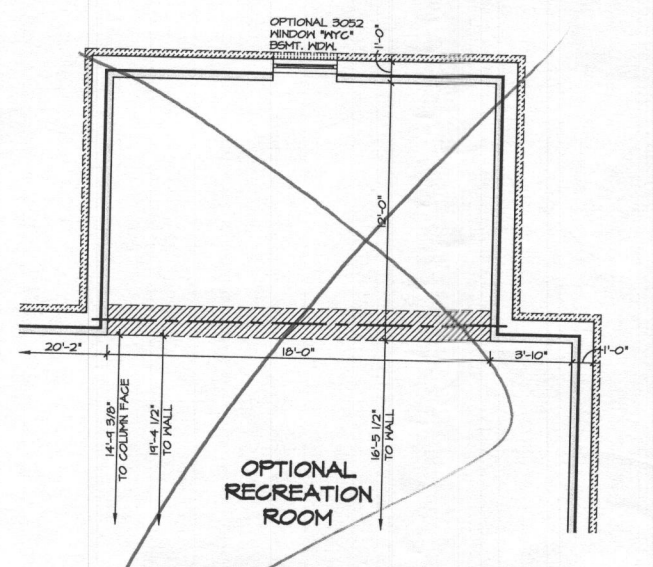 OPTIONAL 3052
WINDOW "WYC"
BSMT. WDW.
1'-0"
12'-0"
20'-2"
18'-0"
3'-10"
1'-0"
14'-9 3/8"
TO COLUMN FACE
19'-4 1/2"
TO WALL
16'-5 1/2"
TO WALL
OPTIONAL
RECREATION
ROOM